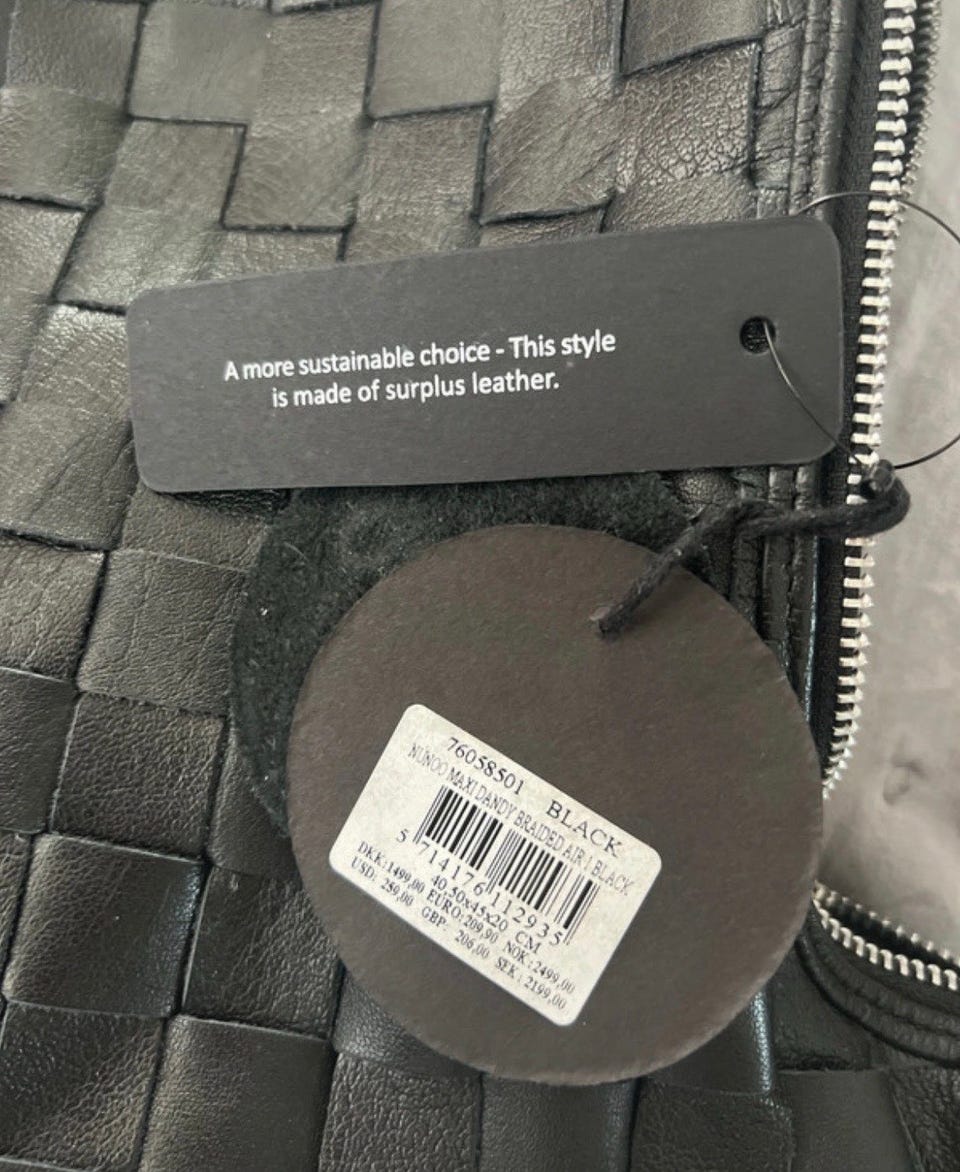 A more sustainable choice - This style
is made of surplus leather.
76058501 BLACK
NUNOO MAXI DANDY BRAIDED AIR | BLACK
5 714176 112935
40,50x45x20 CM
DKK:1499,00 EURO:209,90 NOK:2499,00
USD: 259,00 GBP: 206,00 SEK:2199,00